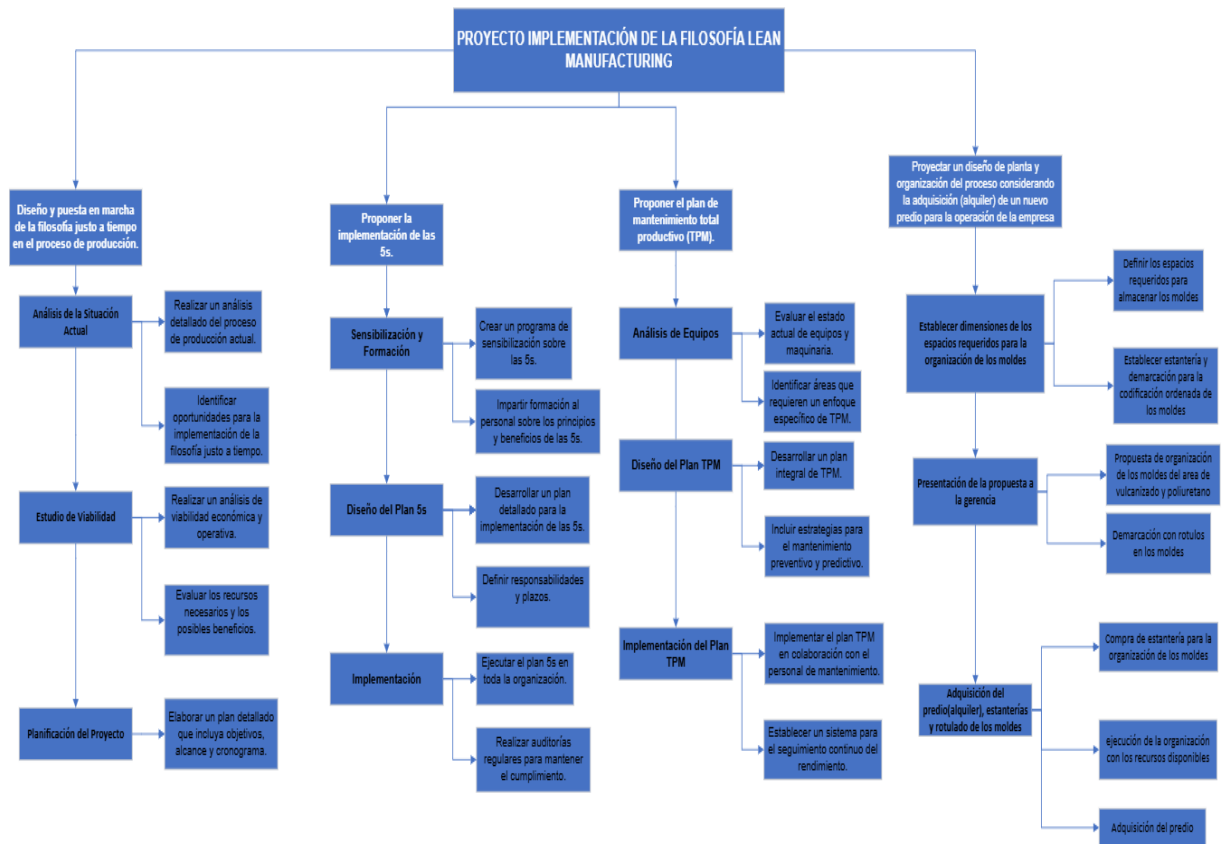 PROYECTO IMPLEMENTACIÓN DE LA FILOSOFÍA LEAN
MANUFACTURING
Diseño y puesta en marcha
de la filosofía justo a tiempo
en el proceso de producción.
Análisis de la Situación
Actual
Realizar un análisis
detallado del proceso
de producción actual.
Identificar
oportunidades para la
implementación de la
filosofía justo a tiempo.
Estudio de Viabilidad
Realizar un análisis de
viabilidad económica y
operativa.
Evaluar los recursos
necesarios y los
posibles beneficios.
Planificación del Proyecto
Elaborar un plan detallado
que incluya objetivos,
alcance y cronograma.
Proponer la
implementación de las
5s.
Sensibilización y
Formación
Crear un programa de
sensibilización sobre
las 5s.
Impartir formación al
personal sobre los principios
y beneficios de las 5s.
Diseño del Plan 5s
Desarrollar un plan
detallado para la
implementación de las 5s.
Definir responsabilidades
y plazos.
Implementación
Ejecutar el plan 5s en
toda la organización.
Realizar auditorías
regulares para mantener
el cumplimiento.
Proponer el plan de
mantenimiento total
productivo (TPM).
Análisis de Equipos
Evaluar el estado
actual de equipos y
maquinaria.
Identificar áreas que
requieren un enfoque
específico de TPM.
Diseño del Plan TPM
Desarrollar un plan
integral de TPM.
Incluir estrategias para
el mantenimiento
preventivo y predictivo.
Implementación del Plan
TPM
Implementar el plan TPM
en colaboración con el
personal de mantenimiento.
Establecer un sistema para
el seguimiento continuo del
rendimiento.
Proyectar un diseño de planta y
organización del proceso considerando
la adquisición (alquiler) de un nuevo
predio para la operación de la empresa
Establecer dimensiones de los
espacios requeridos para la
organización de los moldes
Definir los espacios
requeridos para
almacenar los moldes
Establecer estantería y
demarcación para la
codificación ordenada de
los moldes
Presentación de la propuesta a
la gerencia
Propuesta de organización
de los moldes del area de
vulcanizado y poliuretano
Demarcación con rotulos
en los moldes
Adquisición del
predio(alquiler), estanterías
y rotulado de los moldes
Compra de estantería para la
organización de los moldes
ejecución de la organización
con los recursos disponibles
Adquisición del predio